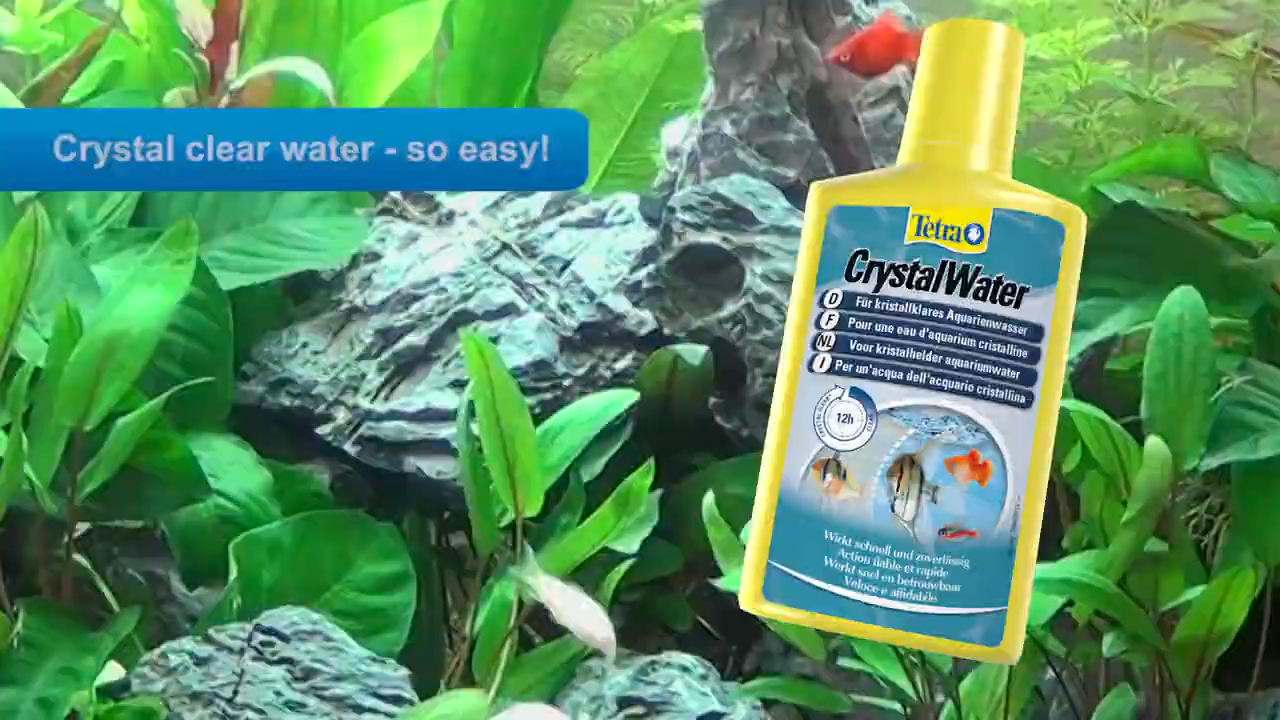 Crystal clear water - so easy!
Tetra
CrystalWater
D Für kristallklares Aquarienwasser
F Pour une eau d'aquarium cristalline
NL Voor kristalhelder aquariumwater
I Per un'acqua dell'acquario cristallina
12h
Wirkt schnell und zuverlässig
Action fiable et rapide
Werkt snel en betrouwbaar
Veloce e affidabile